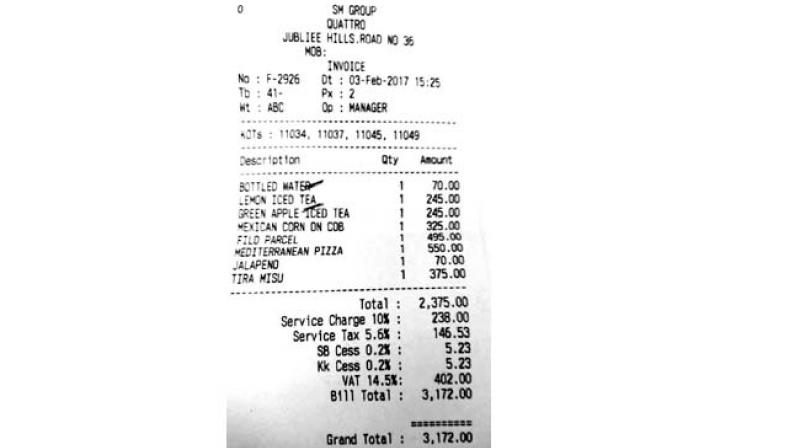 0
SM GROUP
QUATTRO
JUBLIEE HILLS.ROAD NO 36
MOB:
INVOICE
No : F-2926 Dt : 03-Feb-2017 15:25
Tb : 41- Px : 2
Wt : ABC Op : MANAGER
KOTs : 11034, 11037, 11045, 11049
Description Qty Amount
BOTTLED WATER 1 70.00
LEMON ICED TEA 1 245.00
GREEN APPLE ICED TEA 1 245.00
MEXICAN CORN ON COB 1 325.00
FILO PARCEL 1 495.00
MEDITERRANEAN PIZZA 1 550.00
JALAPENO 1 70.00
TIRA MISU 1 375.00
Total : 2,375.00
Service Charge 10% : 238.00
Service Tax 5.6% : 146.53
SB Cess 0.2% : 5.23
Kk Cess 0.2% : 5.23
VAT 14.5%: 402.00
Bill Total : 3,172.00
==========
Grand Total : 3,172.00